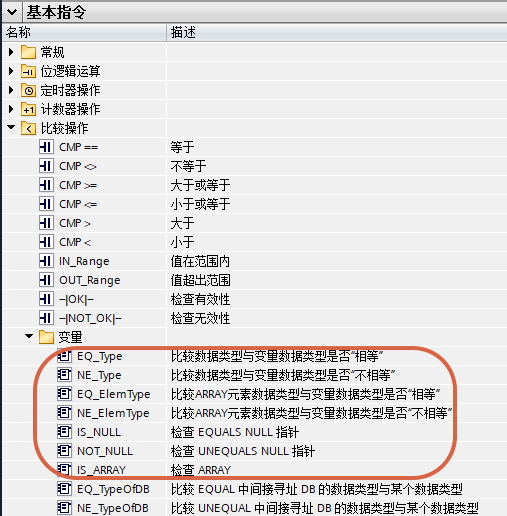 基本指令
名称 描述
常规
位逻辑运算
定时器操作
计数器操作
比较操作
CMP == 等于
CMP <> 不等于
CMP >= 大于或等于
CMP <= 小于或等于
CMP > 大于
CMP < 小于
IN_Range 值在范围内
OUT_Range 值超出范围
–|OK|– 检查有效性
–|NOT_OK|– 检查无效性
变量
EQ_Type 比较数据类型与变量数据类型是否“相等”
NE_Type 比较数据类型与变量数据类型是否“不相等”
EQ_ElemType 比较ARRAY元素数据类型与变量数据类型是否“相等”
NE_ElemType 比较ARRAY元素数据类型与变量数据类型是否“不相等”
IS_NULL 检查 EQUALS NULL 指针
NOT_NULL 检查 UNEQUALS NULL 指针
IS_ARRAY 检查 ARRAY
EQ_TypeOfDB 比较 EQUAL 中间接寻址 DB 的数据类型与某个数据类型
NE_TypeOfDB 比较 UNEQUAL 中间接寻址 DB 的数据类型与某个数据类型